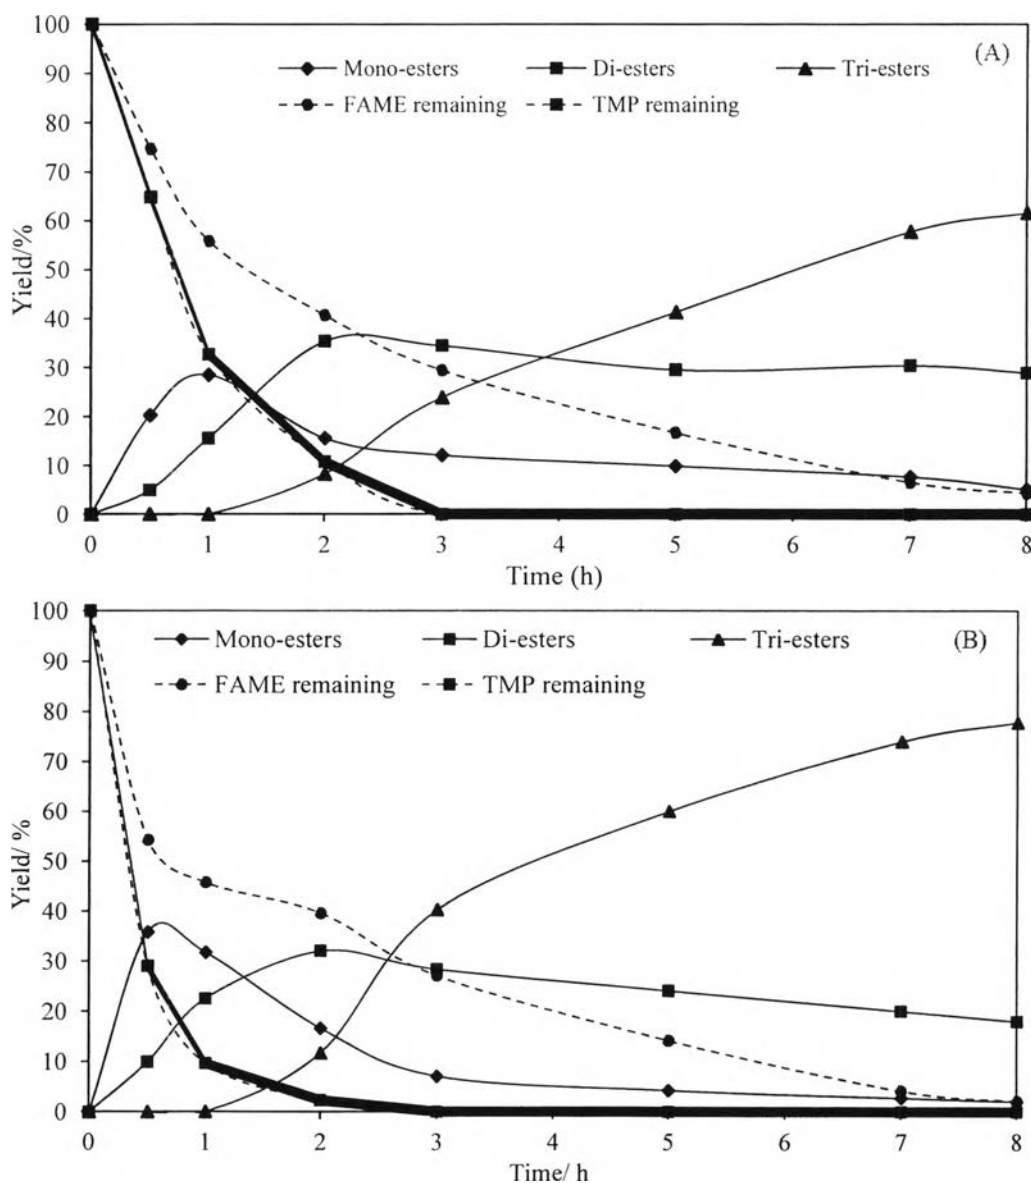 100
90
80
70
60
50
40
30
20
10
0
Yield/%
(A)
Mono-esters Di-esters Tri-esters
FAME remaining TMP remaining
0 1 2 3 4 5 6 7 8
Time (h)
100
90
80
70
60
50
40
30
20
10
0
Yield/ %
(B)
Mono-esters Di-esters Tri-esters
FAME remaining TMP remaining
0 1 2 3 4 5 6 7 8
Time/ h